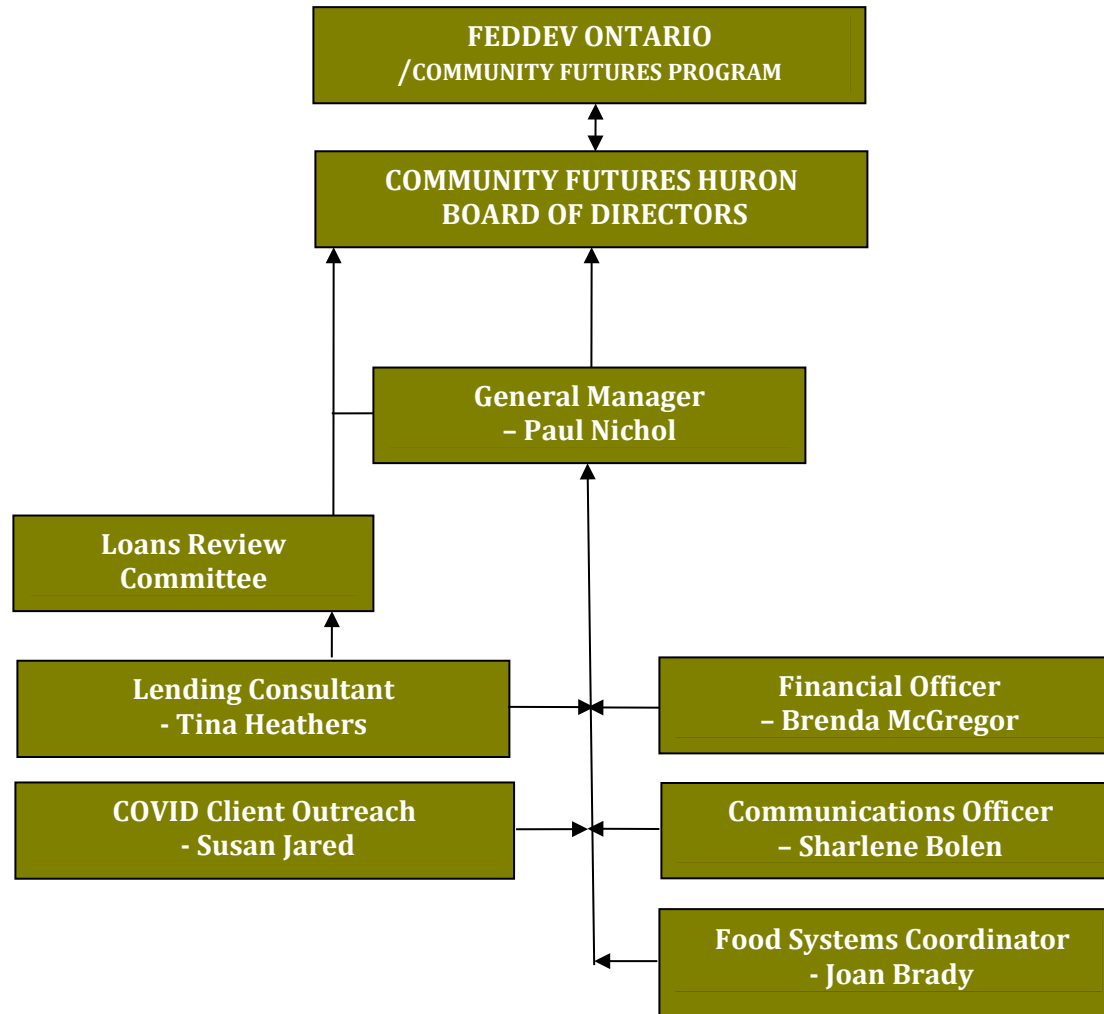 FEDDEV ONTARIO
/COMMUNITY FUTURES PROGRAM
COMMUNITY FUTURES HURON
BOARD OF DIRECTORS
General Manager
– Paul Nichol
Loans Review
Committee
Lending Consultant
- Tina Heathers
Financial Officer
– Brenda McGregor
COVID Client Outreach
- Susan Jared
Communications Officer
– Sharlene Bolen
Food Systems Coordinator
- Joan Brady